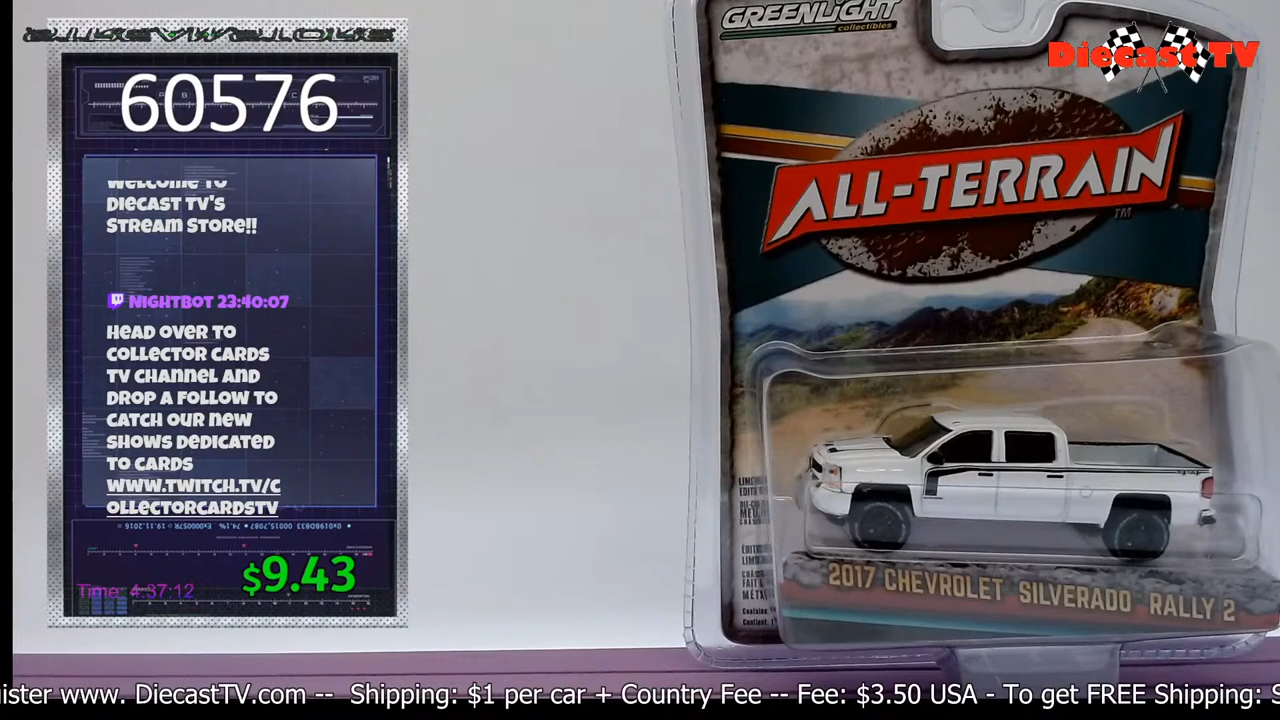 60576
WELCOME TO
DIECAST TV'S
STREAM STORE!!
NIGHTBOT 23:40:07
HEAD OVER TO
COLLECTOR CARDS
TV CHANNEL AND
DROP A FOLLOW TO
CATCH OUR NEW
SHOWS DEDICATED
TO CARDS
WWW.TWITCH.TV/C
OLLECTORCARDSTV
$9.43
Time: 4:37:12
GREENLIGHT
collectibles
Diecast TV
ALL-TERRAIN
TM
2017 CHEVROLET SILVERADO RALLY 2
ister www. DiecastTV.com -- Shipping: $1 per car + Country Fee -- Fee: $3.50 USA - To get FREE Shipping: S